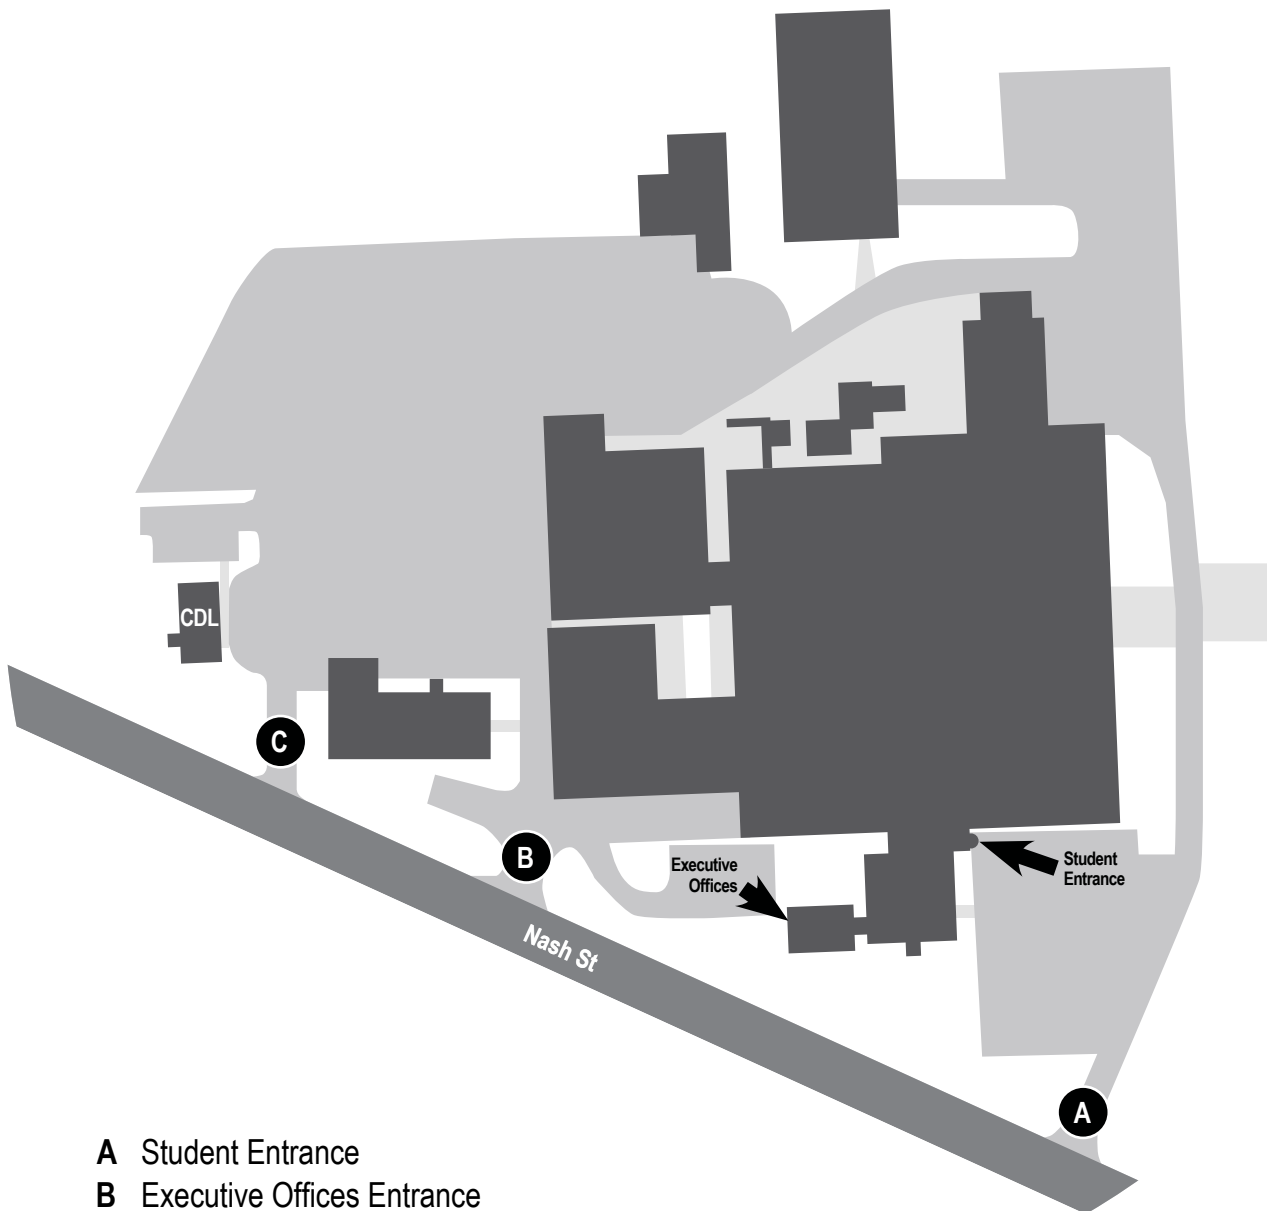 CDL
C
B
Executive
Offices
Student
Entrance
Nash St
A
A Student Entrance
B Executive Offices Entrance